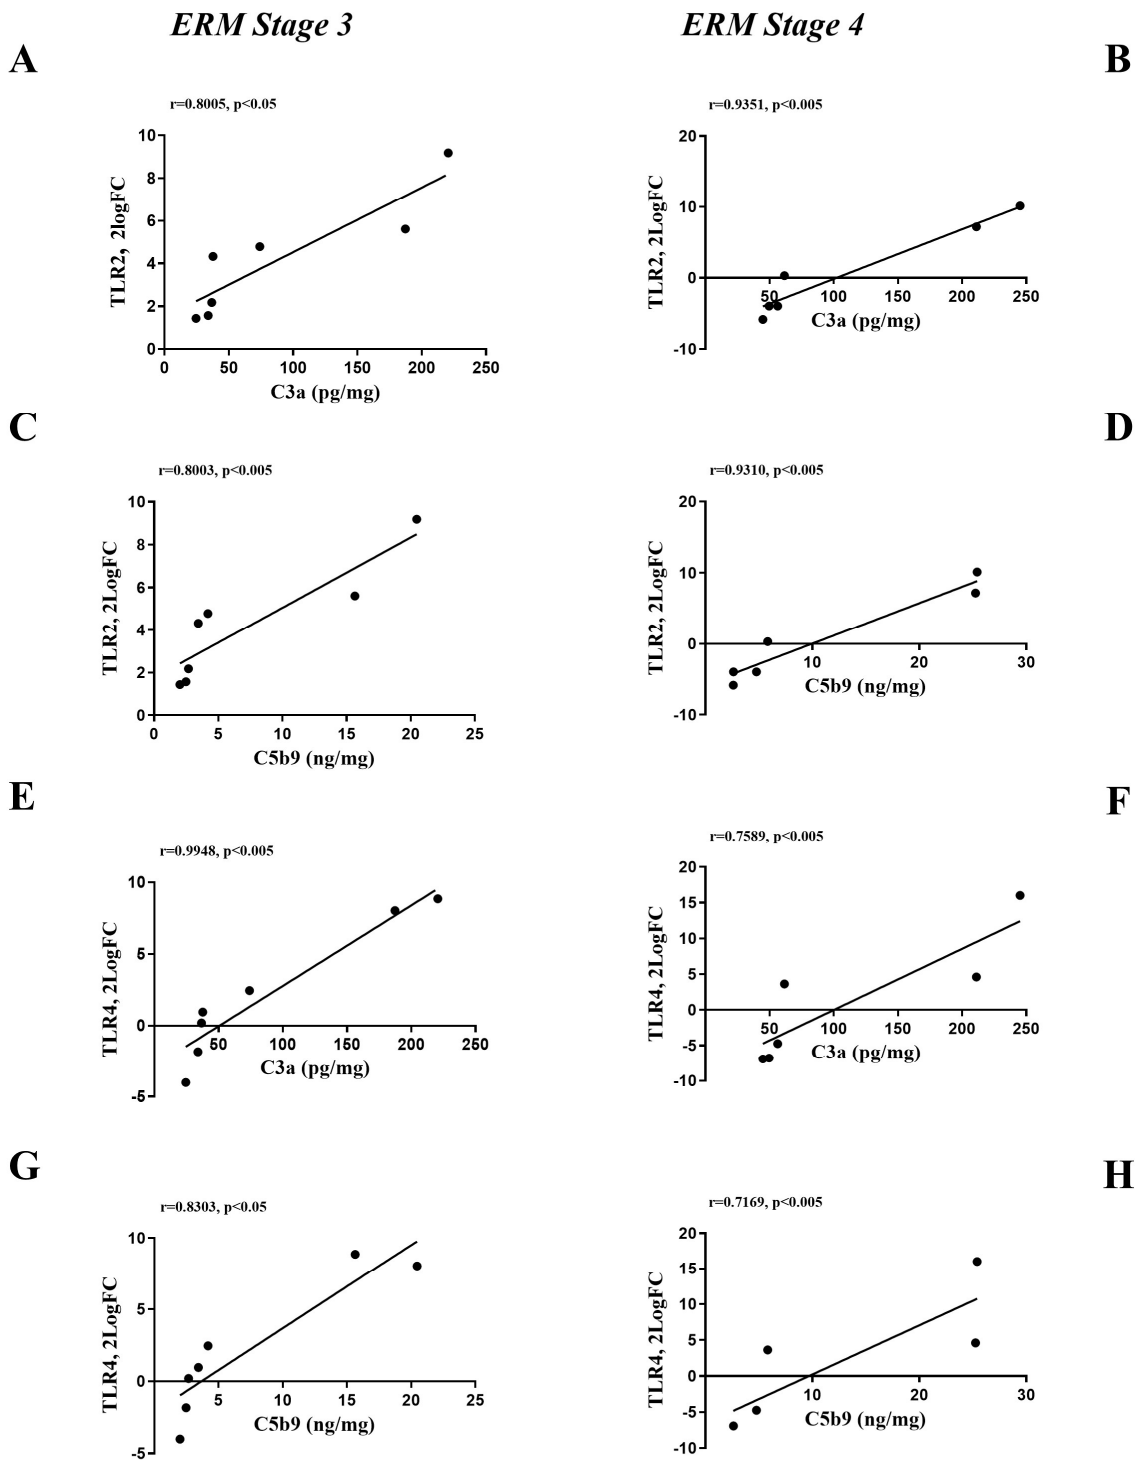 ERM Stage 3
ERM Stage 4
A
B
r=0.8005, p<0.05
10
8
6
4
2
0
TLR2, 2logFC
0 50 100 150 200 250
C3a (pg/mg)
r=0.9351, p<0.005
20
10
0
-10
TLR2, 2LogFC
50 100 150 200 250
C3a (pg/mg)
C
D
r=0.8003, p<0.005
10
8
6
4
2
0
TLR2, 2LogFC
0 5 10 15 20 25
C5b9 (ng/mg)
r=0.9310, p<0.005
20
10
0
-10
TLR2, 2LogFC
10 20 30
C5b9 (ng/mg)
E
F
r=0.9948, p<0.005
10
5
0
-5
TLR4, 2LogFC
50 100 150 200 250
C3a (pg/mg)
r=0.7589, p<0.005
20
15
10
5
0
-5
-10
TLR4, 2LogFC
50 100 150 200 250
C3a (pg/mg)
G
H
r=0.8303, p<0.05
10
5
0
-5
TLR4, 2LogFC
5 10 15 20 25
C5b9 (ng/mg)
r=0.7169, p<0.005
20
15
10
5
0
-5
-10
TLR4, 2LogFC
10 20 30
C5b9 (ng/mg)